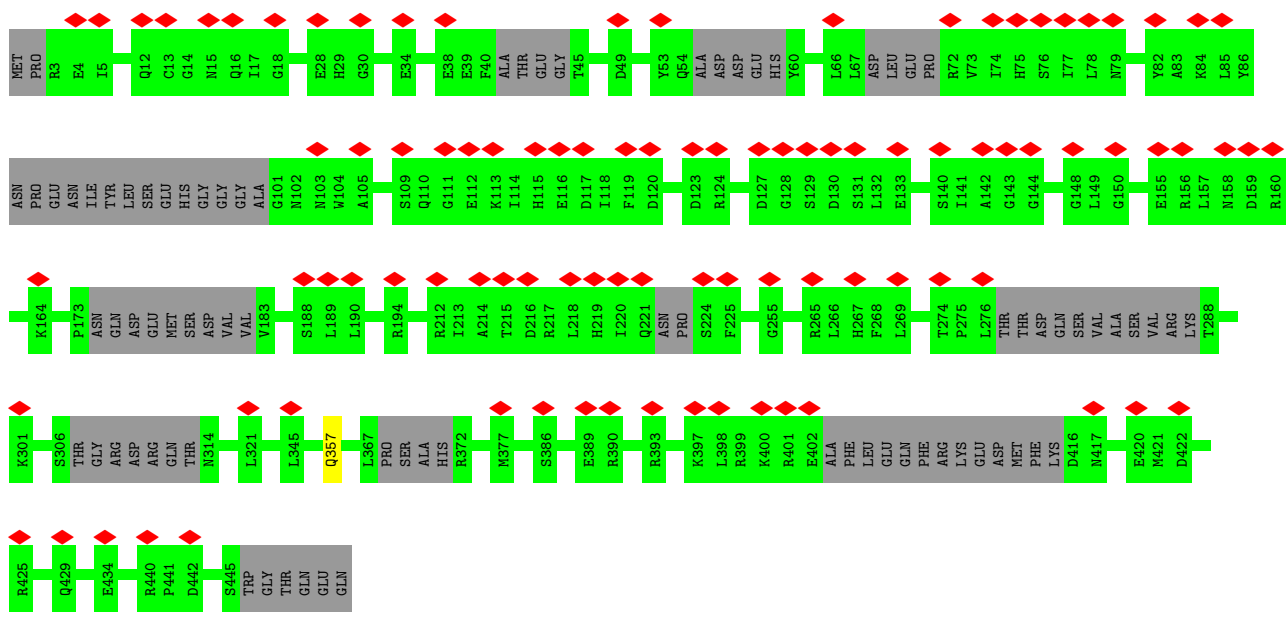 MET PRO R3 E4 I5 Q12 C13 G14 N15 Q16 I17 G18 E28 H29 G30 E34 E38 E39 F40 ALA THR GLU GLY T45 D49 Y53 Q54 ALA ASP ASP GLU HIS Y60 L66 L67 ASP LEU GLU PRO R72 V73 I74 H75 S76 I77 L78 N79 Y82 A83 K84 L85 Y86
ASN PRO GLU ASN ILE TYR LEU SER GLU HIS GLY GLY GLY ALA G101 N102 N103 W104 A105 S109 Q110 G111 E112 K113 I114 H115 E116 D117 I118 F119 D120 D123 R124 D127 G128 S129 D130 S131 L132 E133 S140 I141 A142 G143 G144 G148 L149 G150 E155 R156 L157 N158 D159 R160
K164 P173 ASN GLN ASP GLU MET SER ASP VAL VAL V183 S188 L189 L190 R194 R212 I213 A214 T215 D216 R217 L218 H219 I220 Q221 ASN PRO S224 F225 G255 R265 L266 H267 F268 L269 T274 P275 L276 THR THR ASP GLN SER VAL ALA SER VAL ARG LYS T288
K301 S306 THR GLY ARG ASP ARG GLN THR N314 L321 L345 Q357 L367 PRO SER ALA HIS R372 M377 S386 E389 R390 R393 K397 L398 R399 K400 R401 E402 ALA PHE LEU GLU GLN PHE ARG LYS GLU ASP MET PHE LYS D416 N417 E420 M421 D422
R425 Q429 E434 R440 P441 D442 S445 TRP GLY THR GLN GLU GLN